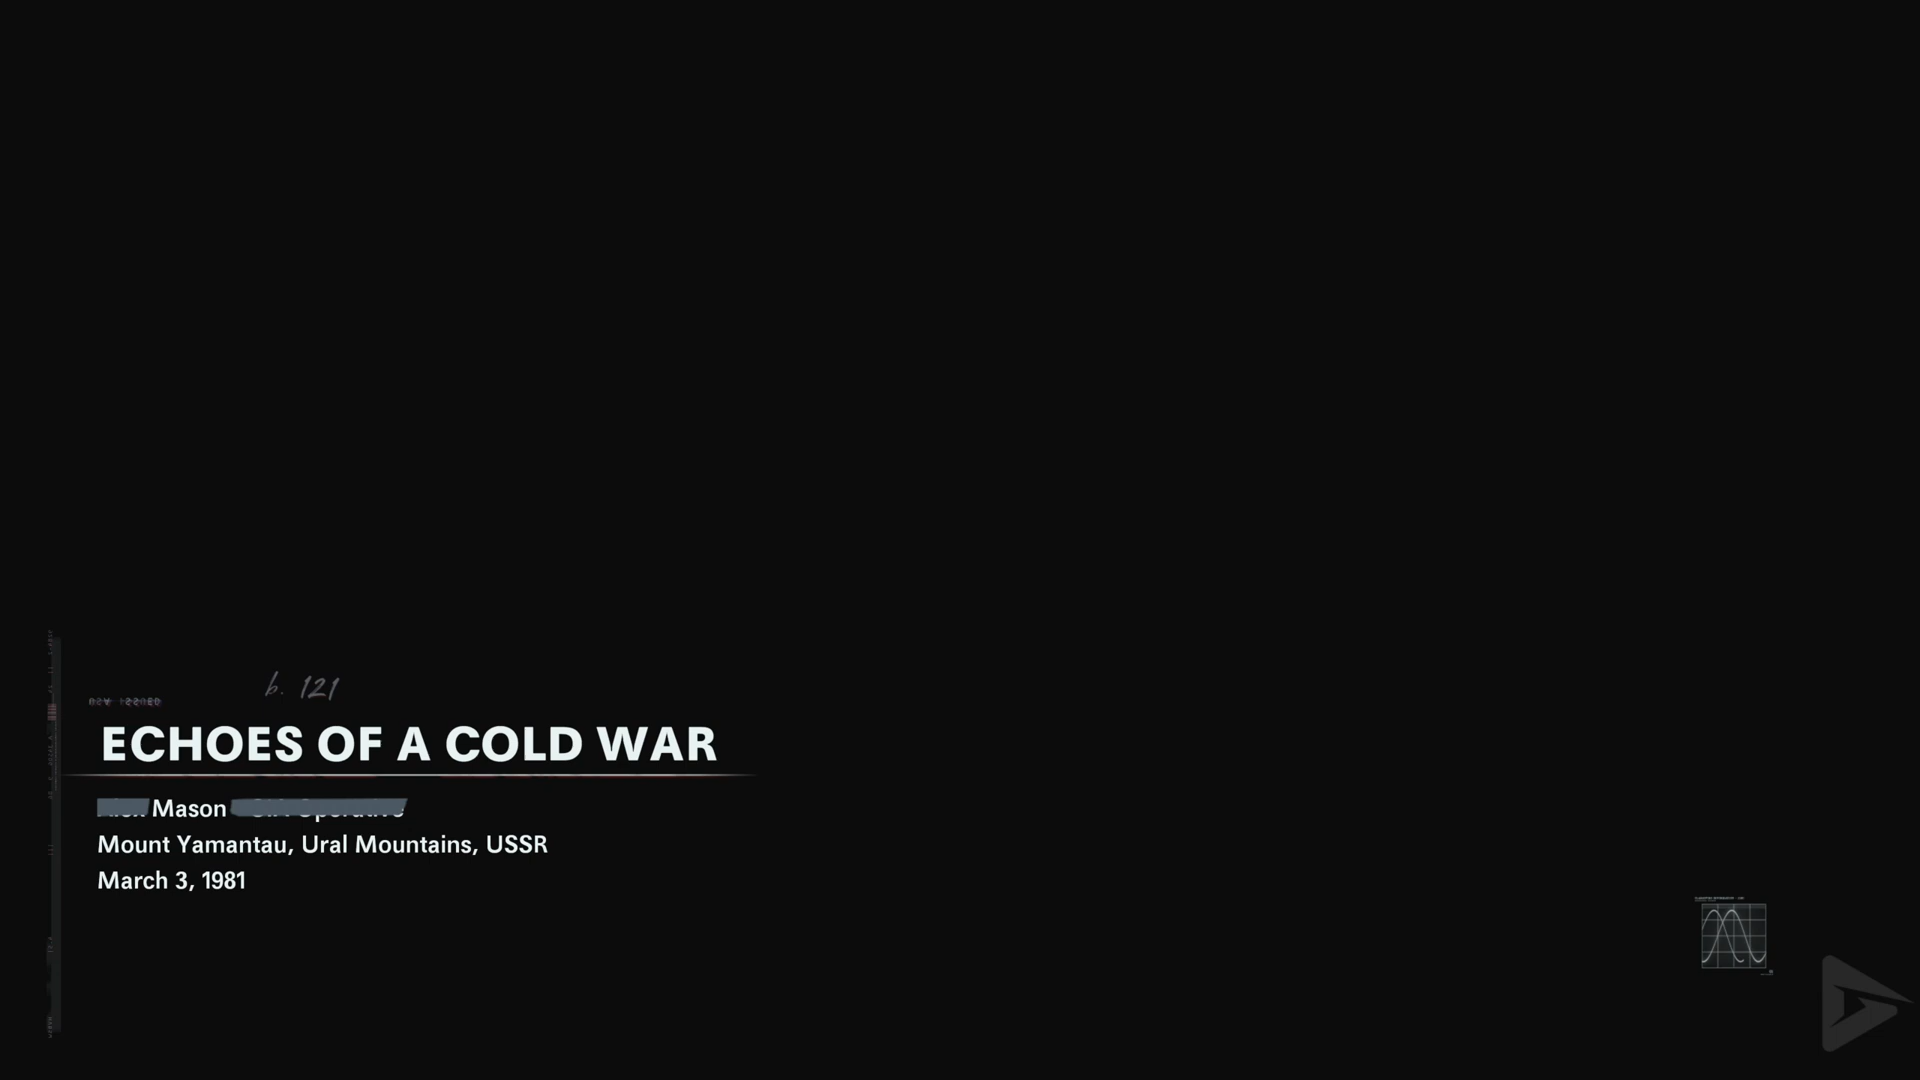 b. 121
ECHOES OF A COLD WAR
Mason
Mount Yamantau, Ural Mountains, USSR
March 3, 1981